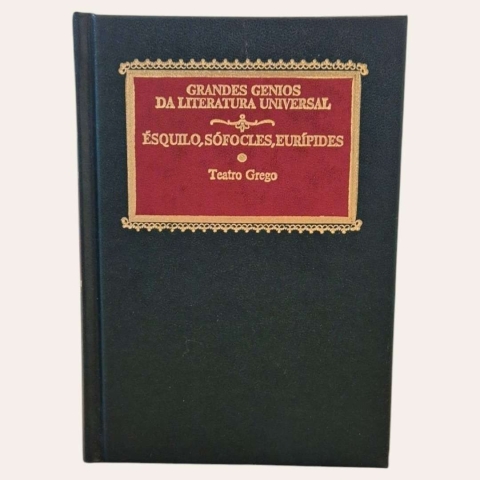 GRANDES GENIOS
DA LITERATURA UNIVERSAL
ÉSQUILO, SÓFOCLES, EURÍPIDES
Teatro Grego